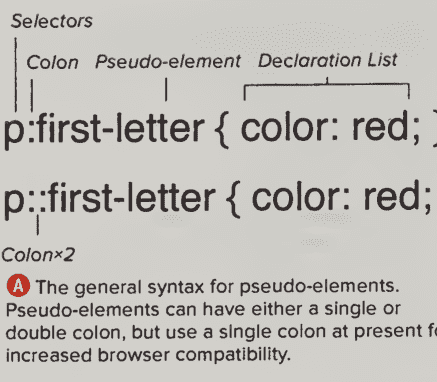 Selectors
Colon Pseudo-element Declaration List
p:first-letter { color: red; }
p::first-letter { color: red;
Colon×2
A The general syntax for pseudo-elements.
Pseudo-elements can have either a single or
double colon, but use a single colon at present fo
increased browser compatibility.